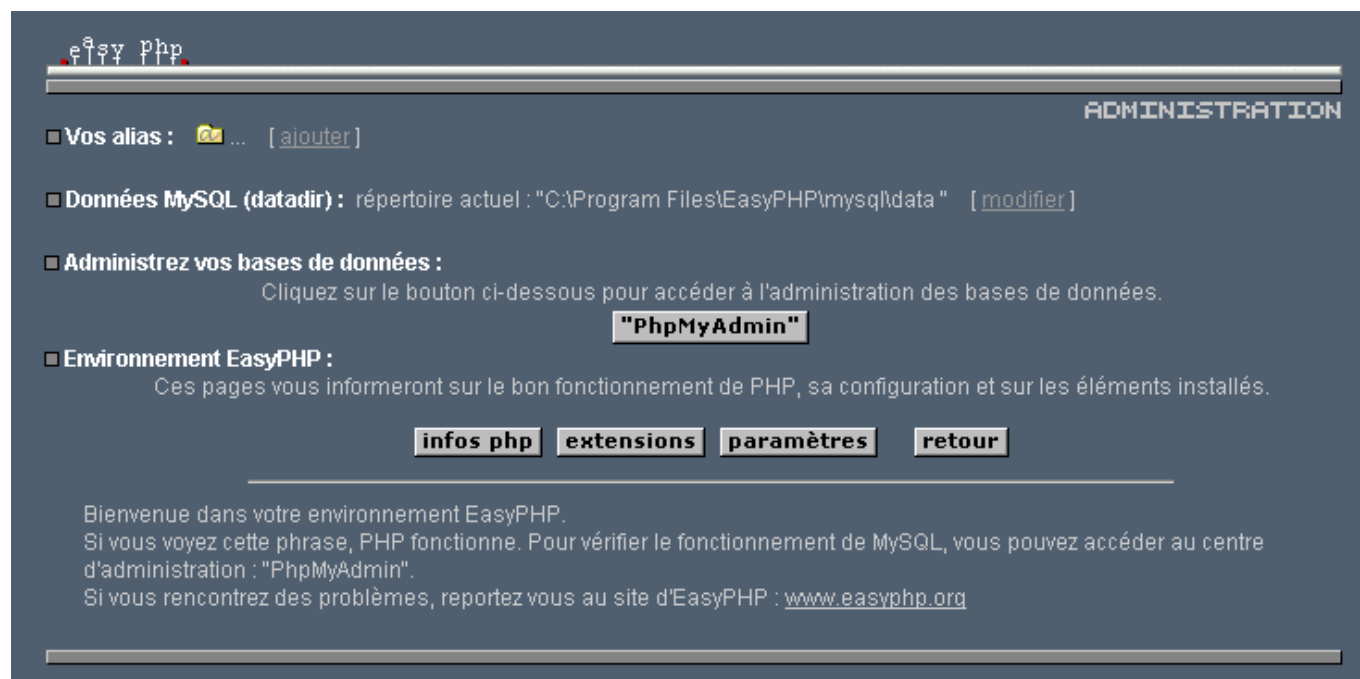 easy php
ADMINISTRATION
Vos alias : ... [ ajouter ]
Données MySQL (datadir) : répertoire actuel : "C:\Program Files\EasyPHP\mysql\data " [ modifier ]
Administrez vos bases de données :
Cliquez sur le bouton ci-dessous pour accéder à l'administration des bases de données.
"PhpMyAdmin"
Environnement EasyPHP :
Ces pages vous informeront sur le bon fonctionnement de PHP, sa configuration et sur les éléments installés.
infos php extensions paramètres retour
Bienvenue dans votre environnement EasyPHP.
Si vous voyez cette phrase, PHP fonctionne. Pour vérifier le fonctionnement de MySQL, vous pouvez accéder au centre
d'administration : "PhpMyAdmin".
Si vous rencontrez des problèmes, reportez vous au site d'EasyPHP : www.easyphp.org